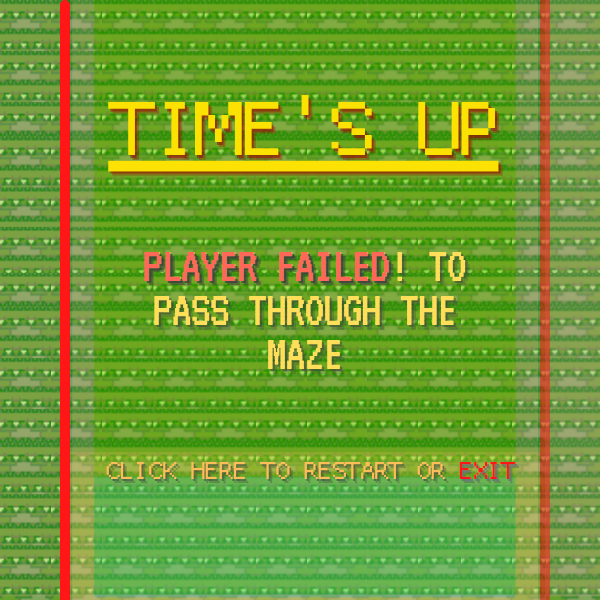 TIME'S UP
PLAYER FAILED! TO
PASS THROUGH THE
MAZE
CLICK HERE TO RESTART OR EXIT